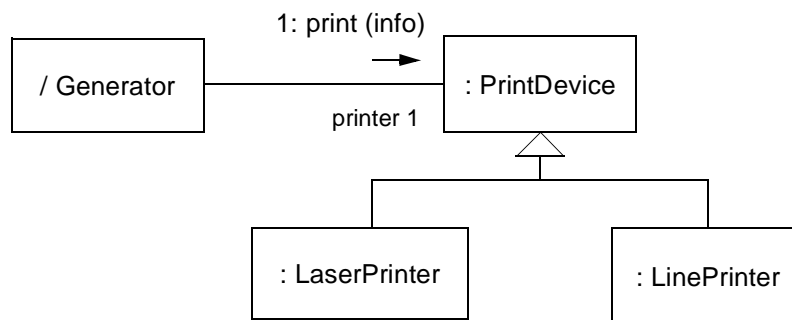 1: print (info)
/ Generator
: PrintDevice
printer 1
: LaserPrinter
: LinePrinter